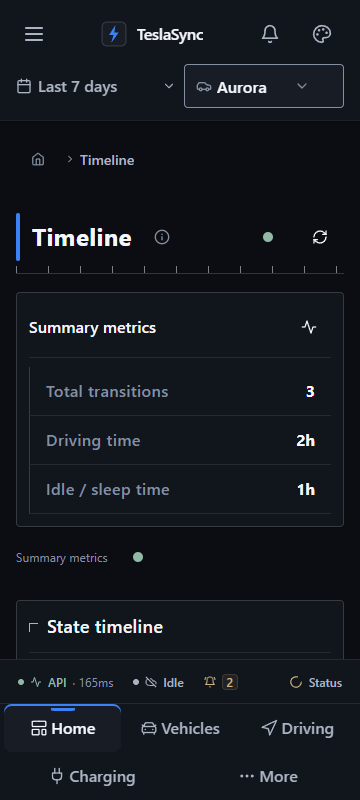 TeslaSync
Last 7 days
Aurora
Timeline
Timeline
Summary metrics
Total transitions 3
Driving time 2h
Idle / sleep time 1h
Summary metrics
State timeline
API · 165ms Idle 2 Status
Home Vehicles Driving
Charging More